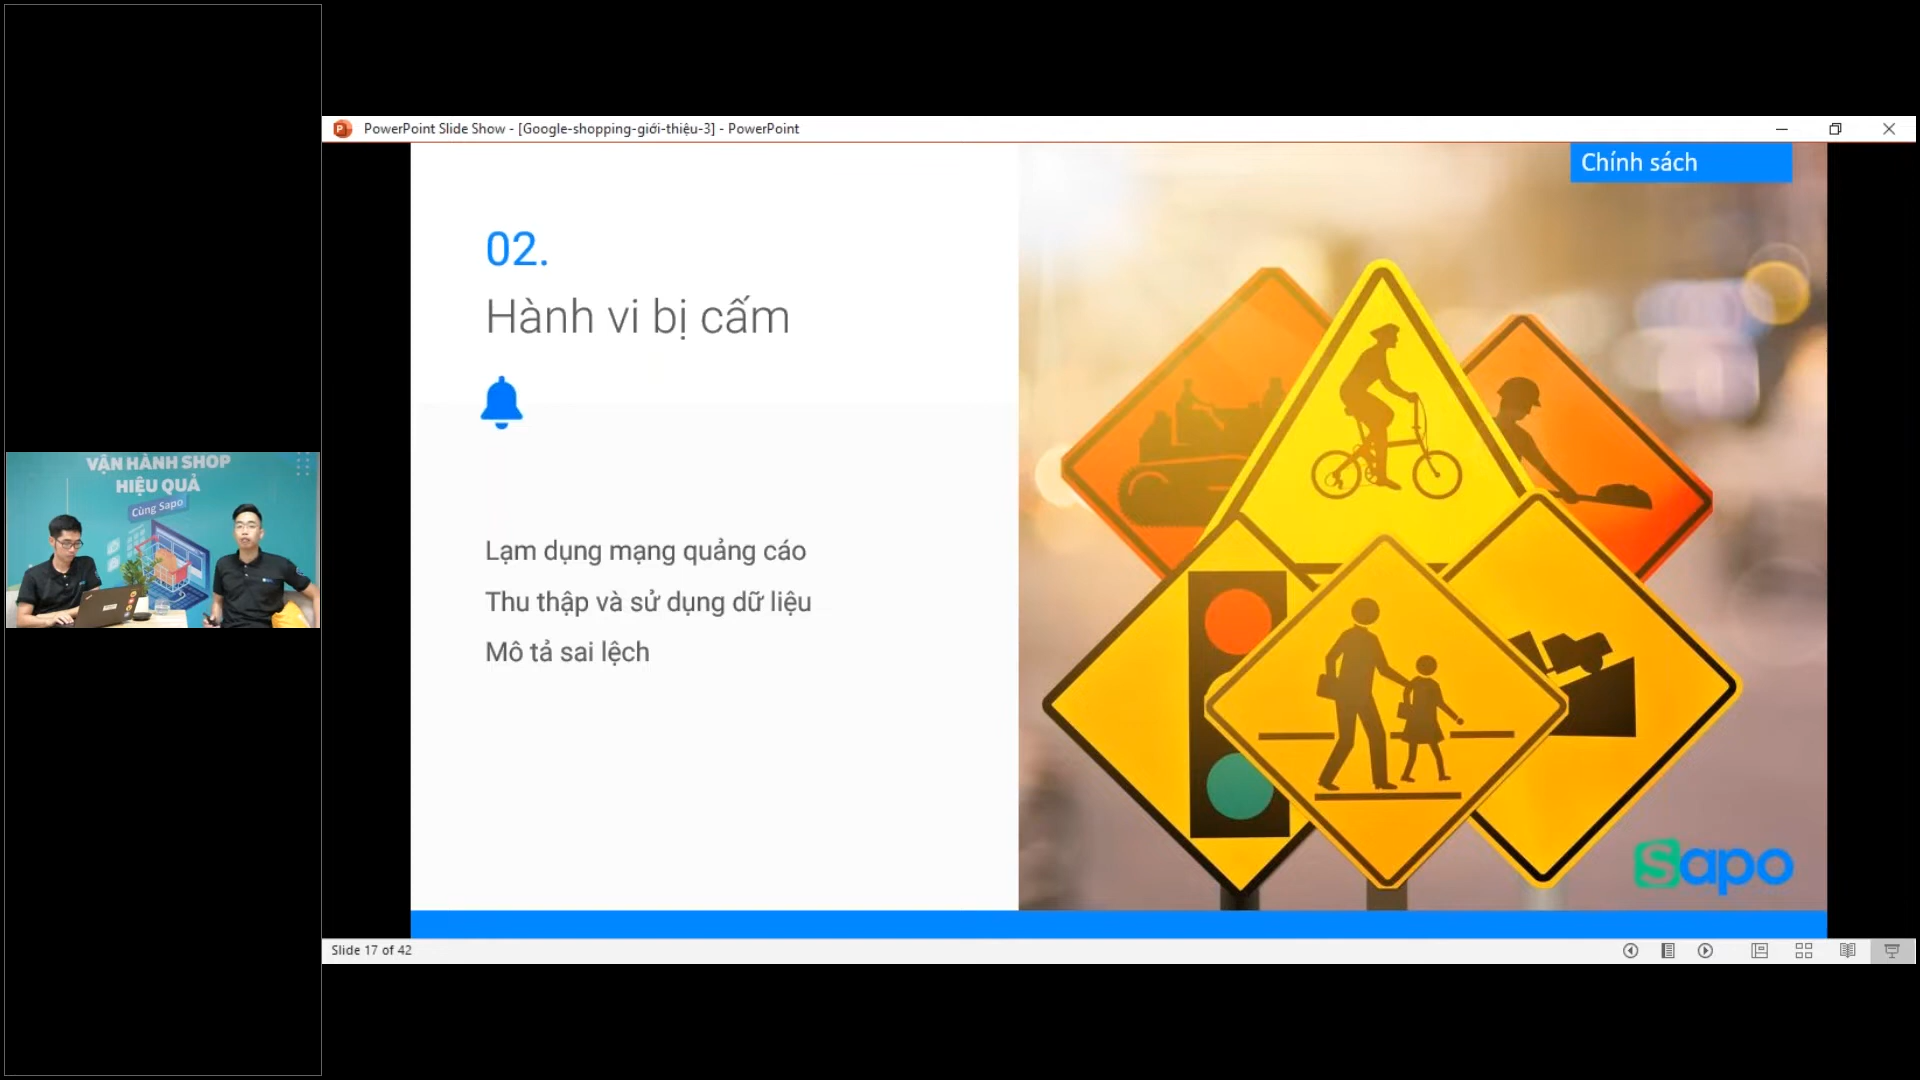 PowerPoint Slide Show - [Google-shopping-giới-thiệu-3] - PowerPoint
Chính sách
02.
Hành vi bị cấm
VẬN HÀNH SHOP
HIỆU QUẢ
Cùng Sapo
Lạm dụng mạng quảng cáo
Thu thập và sử dụng dữ liệu
Mô tả sai lệch
Sapo
Slide 17 of 42